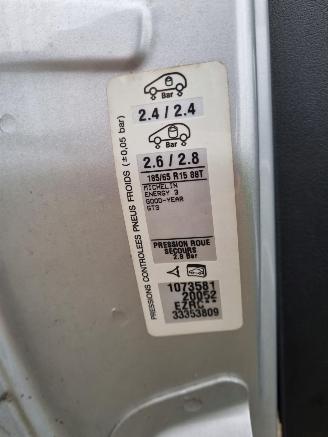 PRESSIONS CONTROLEES PNEUS FROIDS (±0,05 bar)
Bar
2.4 / 2.4
Bar
2.6 / 2.8
185/65 R15 88T
MICHELIN
ENERGY 3
GOOD-YEAR
GT3
PRESSION ROUE
SECOURS
2.8 Bar
1073581
20052
EZRC**
33353809